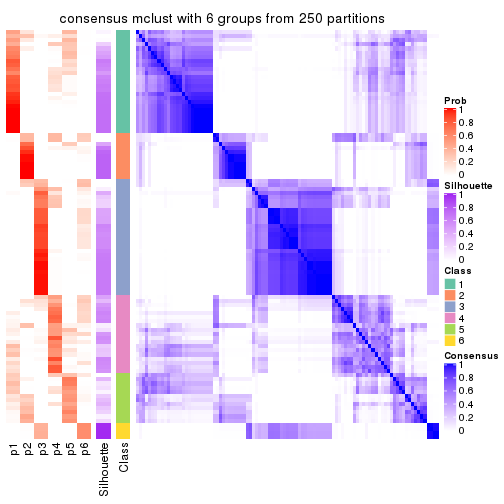 consensus mclust with 6 groups from 250 partitions
Prob
1
0.8
0.6
0.4
0.2
0
Silhouette
1
0.8
0.6
0.4
0.2
0
Class
1
2
3
4
5
6
Consensus
1
0.8
0.6
0.4
0.2
0
p1
p2
p3
p4
p5
p6
Silhouette
Class